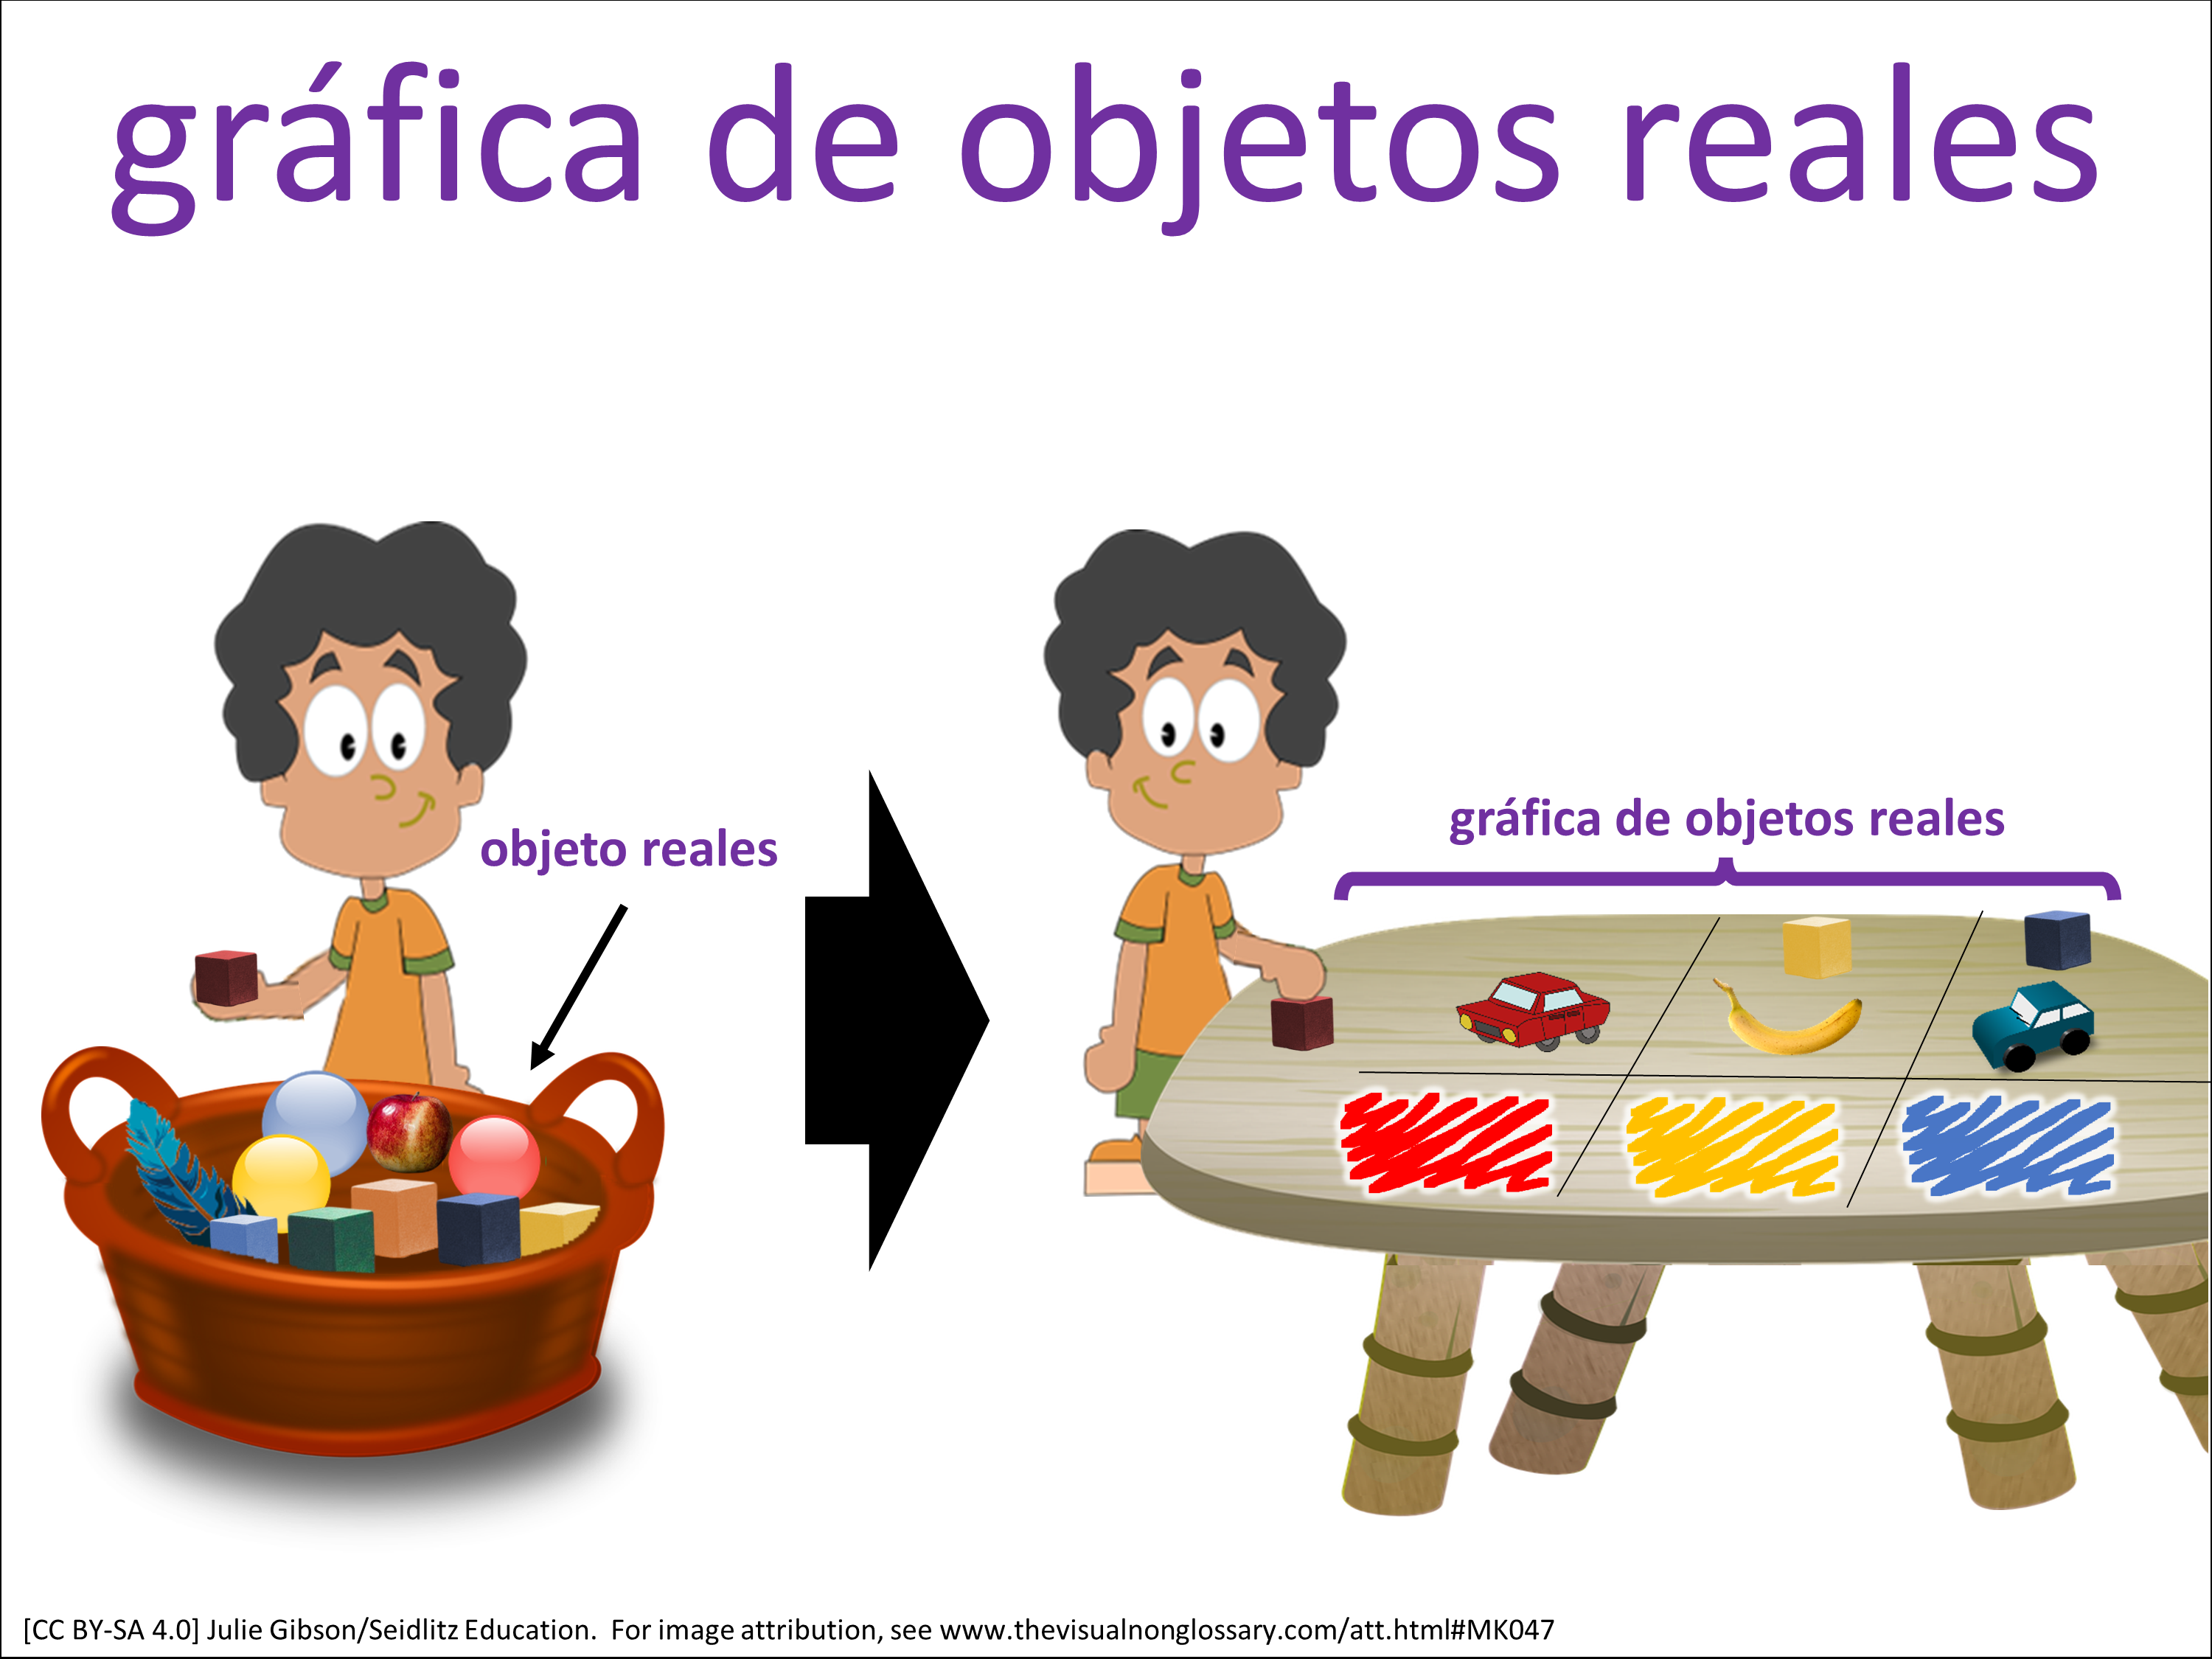 gráfica de objetos reales
objeto reales
gráfica de objetos reales
[CC BY-SA 4.0] Julie Gibson/Seidlitz Education.  For image attribution, see www.thevisualnonglossary.com/att.html#MK047